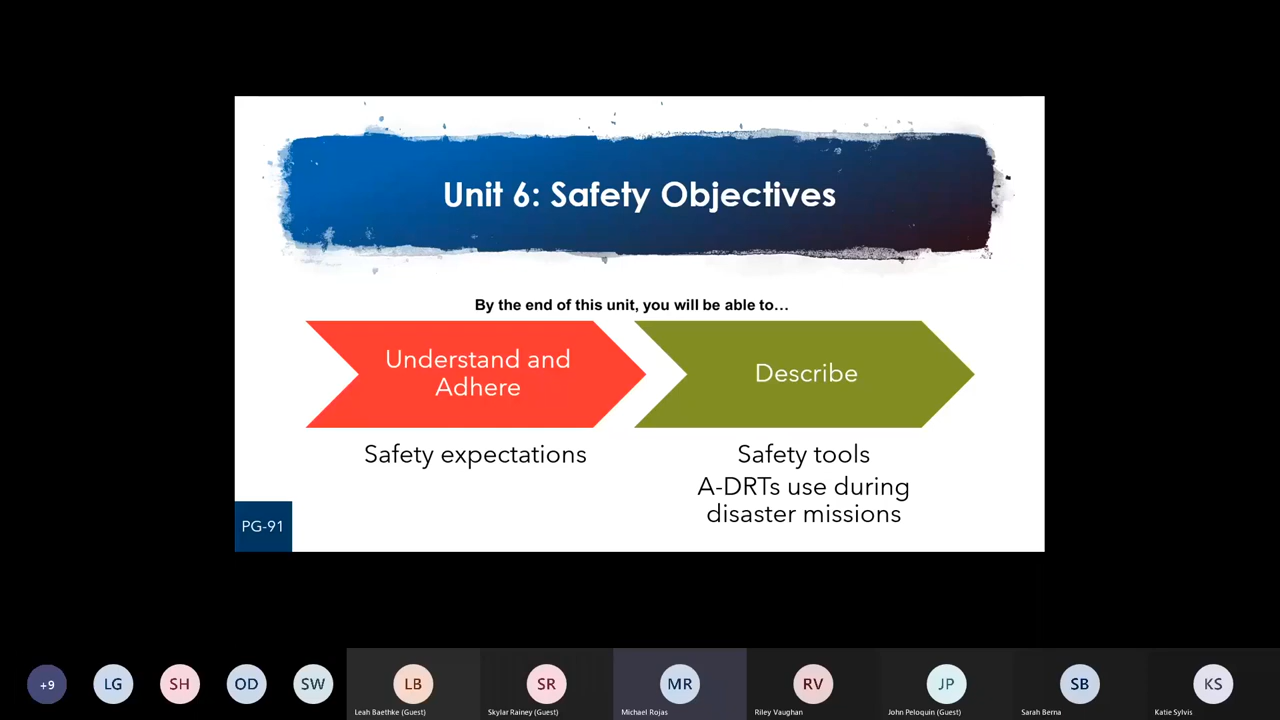 Unit 6: Safety Objectives
By the end of this unit, you will be able to…
Understand and
Adhere
Describe
Safety expectations
Safety tools
A-DRTs use during
disaster missions
PG-91
+9
LG
SH
OD
SW
LB
SR
MR
RV
JP
SB
KS
Leah Baethke (Guest)
Skylar Rainey (Guest)
Michael Rojas
Riley Vaughan
John Peloquin (Guest)
Sarah Berna
Katie Sylvis